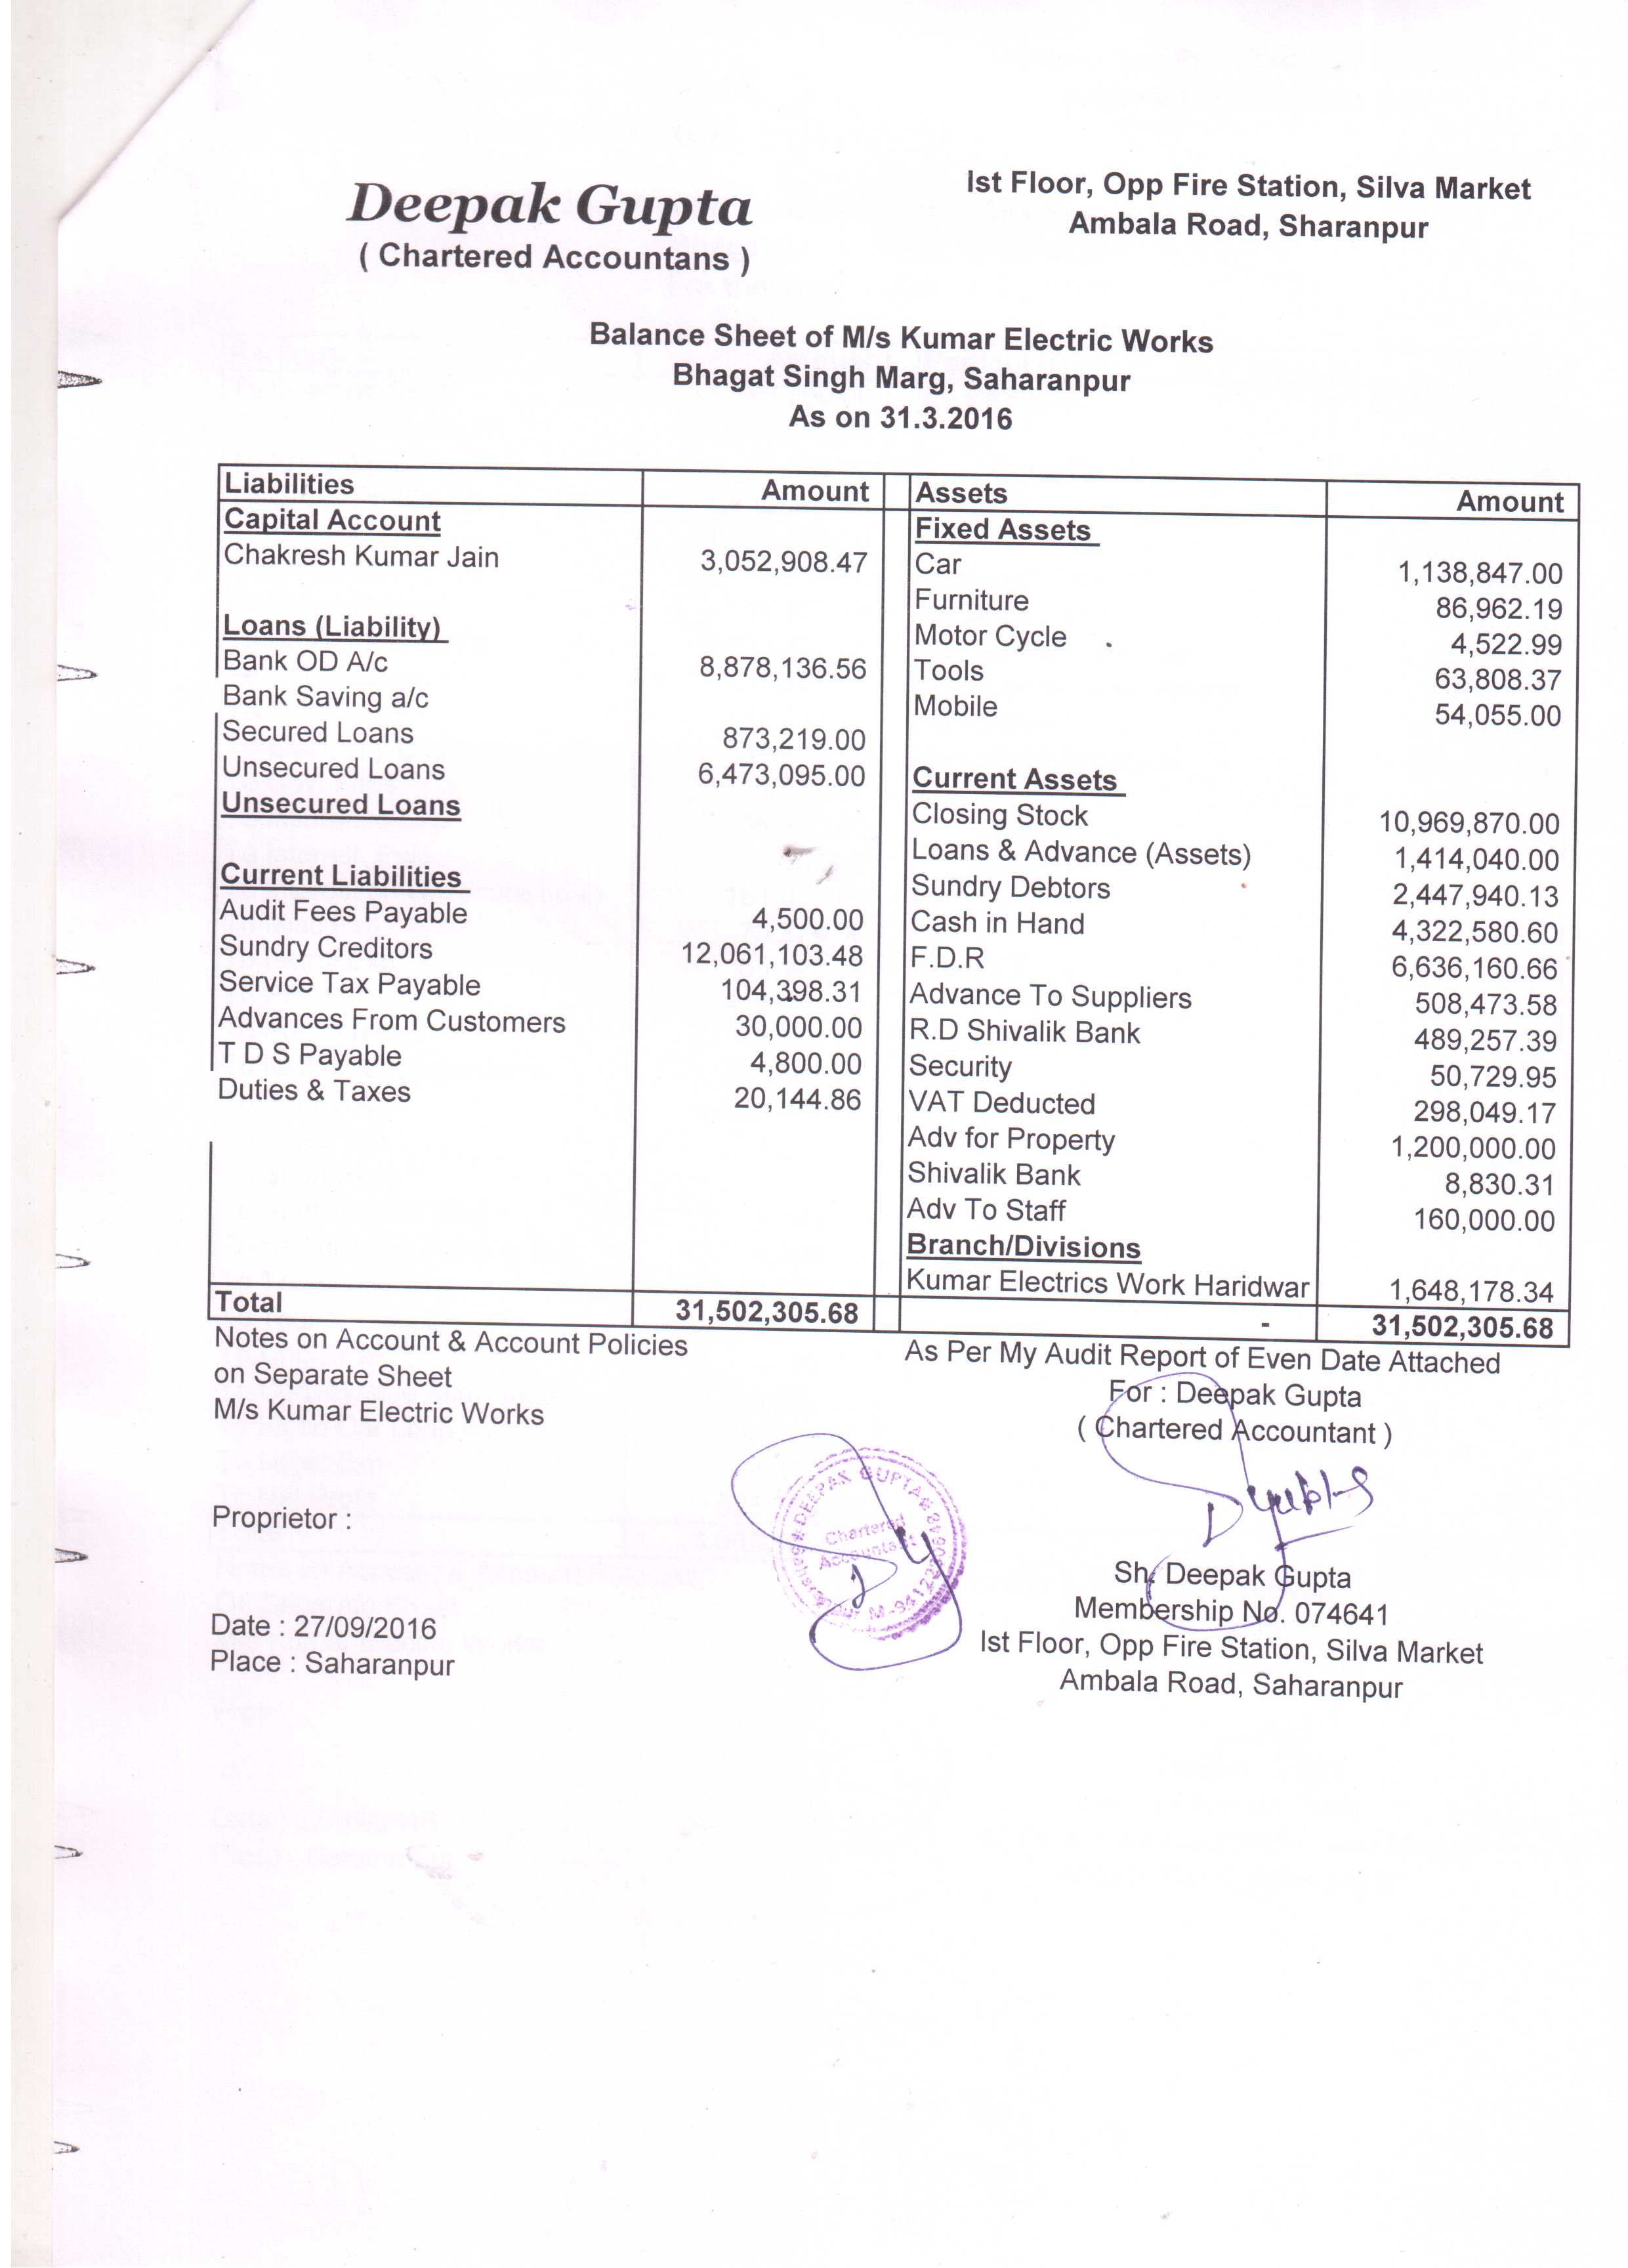 Deepak Gupta
( Chartered Accountans )
Ist Floor, Opp Fire Station, Silva Market
Ambala Road, Sharanpur
Balance Sheet of M/s Kumar Electric Works
Bhagat Singh Marg, Saharanpur
As on 31.3.2016
Liabilities Amount Assets Amount
Capital Account Fixed Assets
Chakresh Kumar Jain 3,052,908.47 Car 1,138,847.00
Furniture 86,962.19
Loans (Liability) Motor Cycle 4,522.99
Bank OD A/c 8,878,136.56 Tools 63,808.37
Bank Saving a/c Mobile 54,055.00
Secured Loans 873,219.00
Unsecured Loans 6,473,095.00 Current Assets
Unsecured Loans Closing Stock 10,969,870.00
Loans & Advance (Assets) 1,414,040.00
Current Liabilities Sundry Debtors 2,447,940.13
Audit Fees Payable 4,500.00 Cash in Hand 4,322,580.60
Sundry Creditors 12,061,103.48 F.D.R 6,636,160.66
Service Tax Payable 104,398.31 Advance To Suppliers 508,473.58
Advances From Customers 30,000.00 R.D Shivalik Bank 489,257.39
T D S Payable 4,800.00 Security 50,729.95
Duties & Taxes 20,144.86 VAT Deducted 298,049.17
Adv for Property 1,200,000.00
Shivalik Bank 8,830.31
Adv To Staff 160,000.00
Branch/Divisions
Kumar Electrics Work Haridwar 1,648,178.34
Total 31,502,305.68 - 31,502,305.68
Notes on Account & Account Policies
on Separate Sheet
M/s Kumar Electric Works
As Per My Audit Report of Even Date Attached
For : Deepak Gupta
( Chartered Accountant )
DEEPAK GUPTA
Chartered
Accountant
Proprietor :
Sh. Deepak Gupta
Membership No. 074641
Ist Floor, Opp Fire Station, Silva Market
Ambala Road, Saharanpur
Date : 27/09/2016
Place : Saharanpur